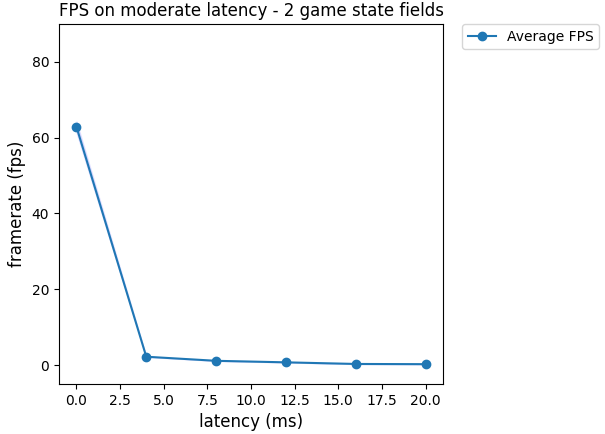 FPS on moderate latency - 2 game state fields
Average FPS
80
60
40
20
0
framerate (fps)
0.0 2.5 5.0 7.5 10.0 12.5 15.0 17.5 20.0
latency (ms)